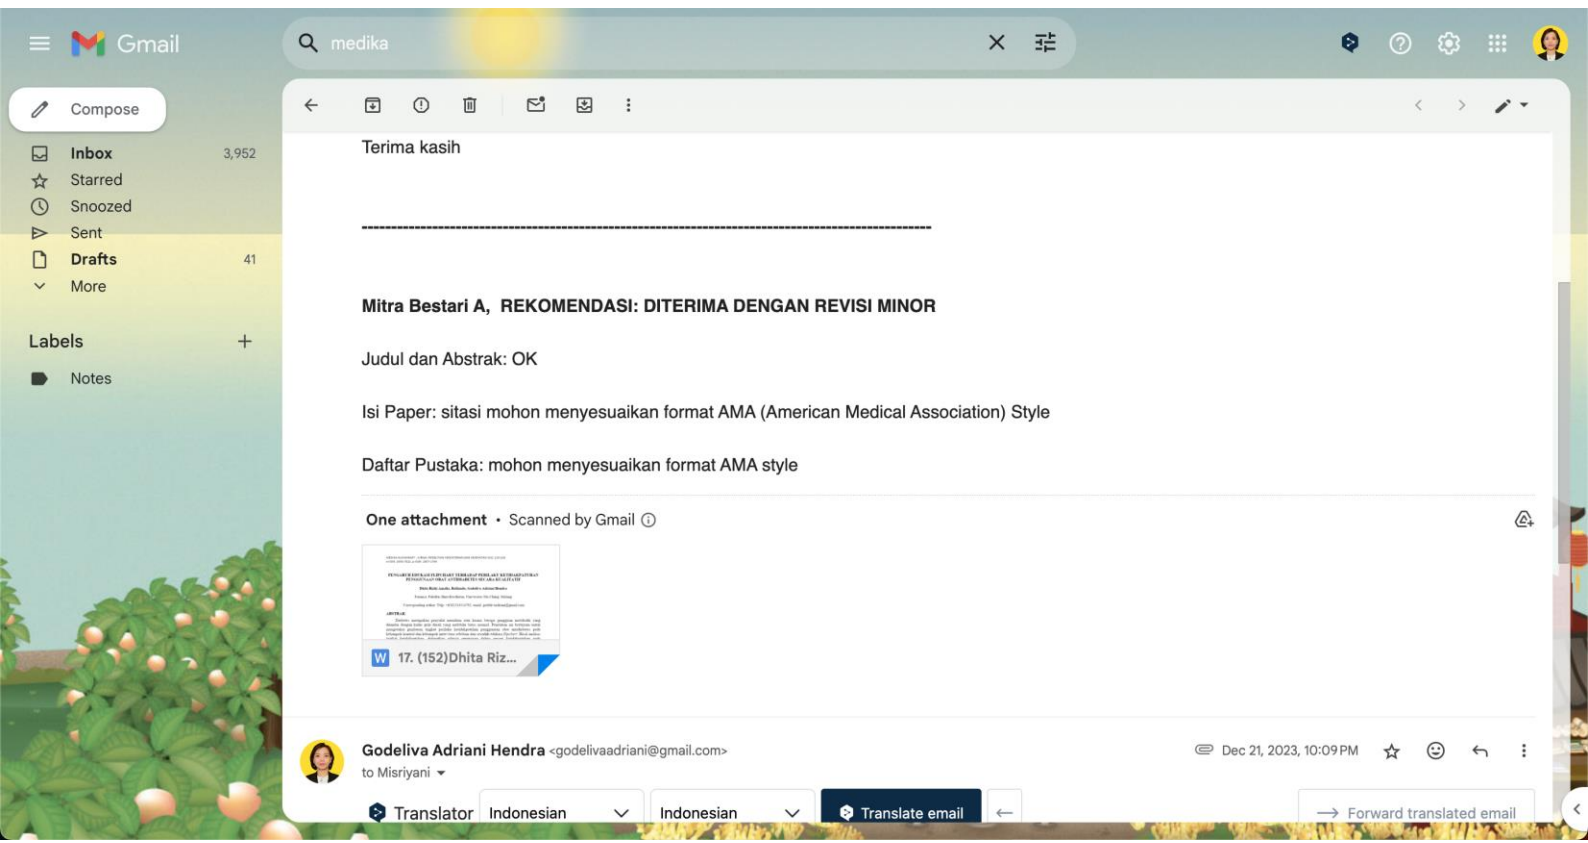 Gmail
medika
Compose
Inbox 3,952
Starred
Snoozed
Sent
Drafts 41
More
Labels
Notes
Terima kasih
Mitra Bestari A, REKOMENDASI: DITERIMA DENGAN REVISI MINOR
Judul dan Abstrak: OK
Isi Paper: sitasi mohon menyesuaikan format AMA (American Medical Association) Style
Daftar Pustaka: mohon menyesuaikan format AMA style
One attachment • Scanned by Gmail
ABSTRAK
W 17. (152)Dhita Riz...
Godeliva Adriani Hendra <godelivaadriani@gmail.com> Dec 21, 2023, 10:09 PM
to Misriyani
Translator Indonesian Indonesian Translate email Forward translated email